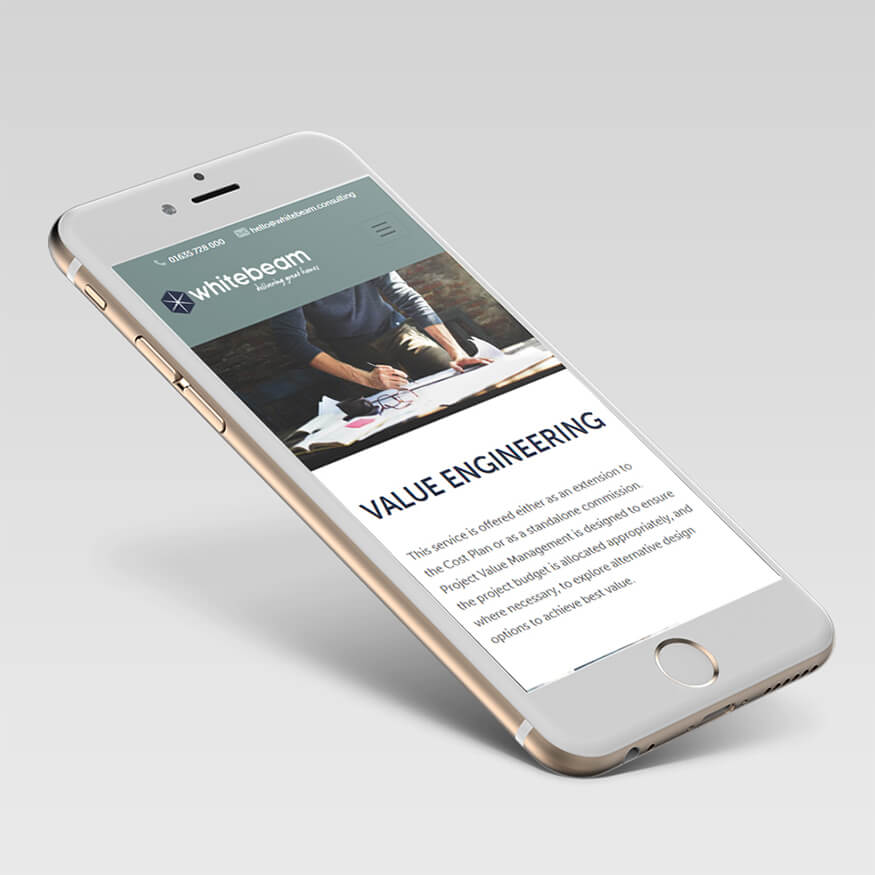 01635 728 000 hello@whitebeam.consulting
whitebeam
delivering great homes
VALUE ENGINEERING
This service is offered either as an extension to
the Cost Plan or as a standalone commission.
Project Value Management is designed to ensure
the project budget is allocated appropriately, and
where necessary, to explore alternative design
options to achieve best value.